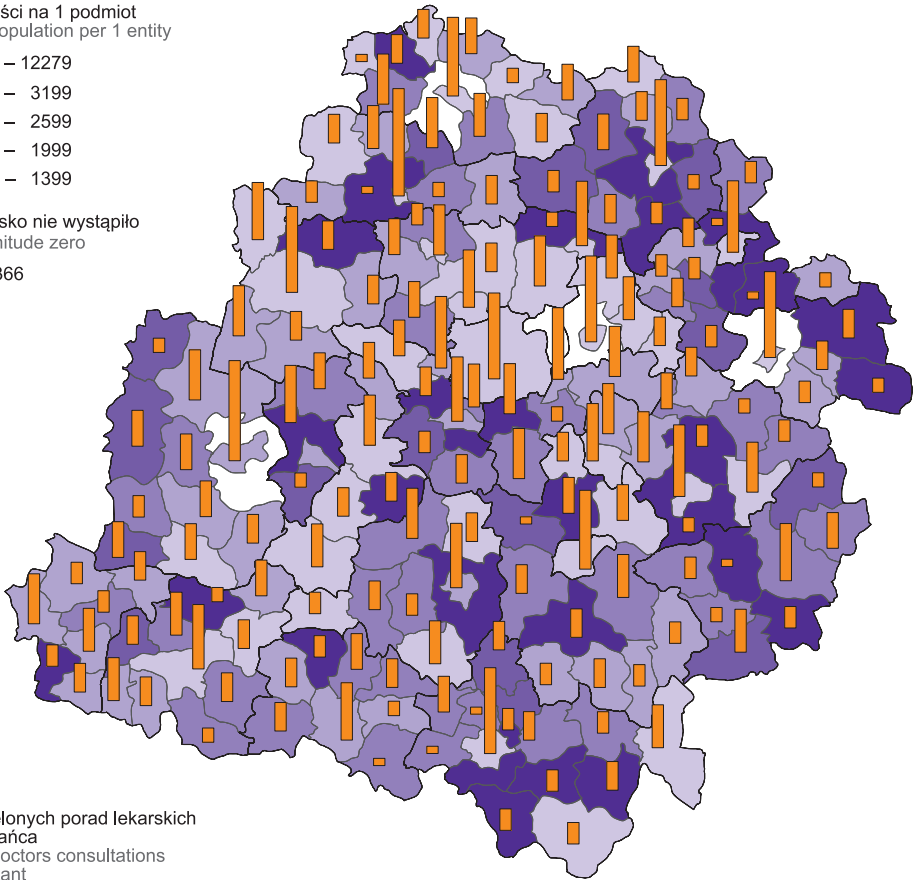 ści na 1 podmiot
opulation per 1 entity
– 12279
– 3199
– 2599
– 1999
– 1399
sko nie wystąpiło
nitude zero
366
elonych porad lekarskich
ańca
octors consultations
ant